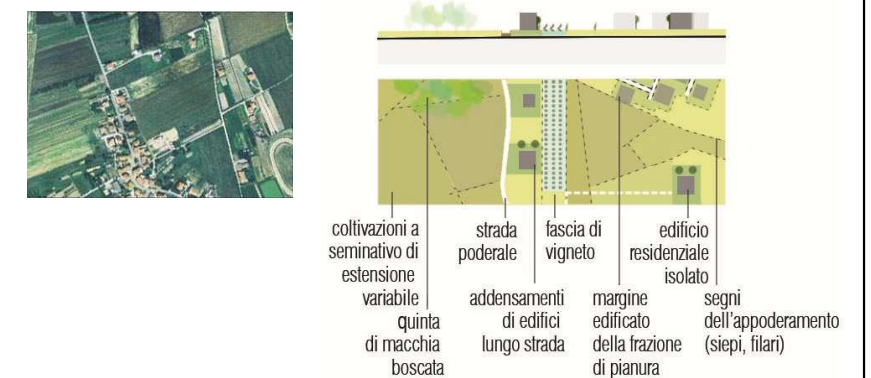 coltivazioni a
seminativo di
estensione
variabile
quinta
di macchia
boscata
strada
poderale
addensamenti
di edifici
lungo strada
fascia di
vigneto
margine
edificato
della frazione
di pianura
edificio
residenziale
isolato
segni
dell'appoderamento
(siepi, filari)